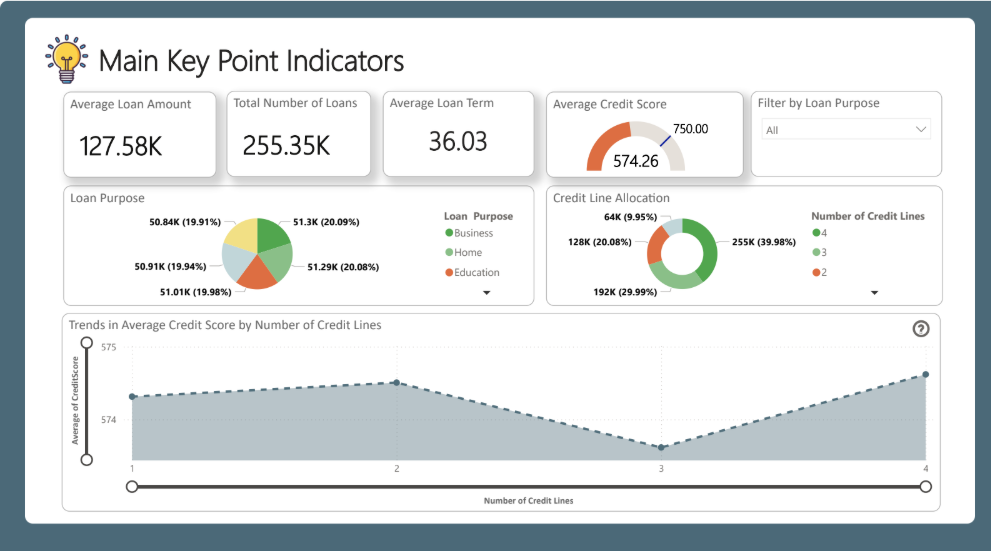 Main Key Point Indicators
Average Loan Amount
127.58K
Total Number of Loans
255.35K
Average Loan Term
36.03
Average Credit Score
750.00
574.26
Filter by Loan Purpose
All
Loan Purpose
50.84K (19.91%)
51.3K (20.09%)
50.91K (19.94%)
51.29K (20.08%)
51.01K (19.98%)
Loan Purpose
Business
Home
Education
Credit Line Allocation
64K (9.95%)
128K (20.08%)
255K (39.98%)
192K (29.99%)
Number of Credit Lines
4
3
2
Trends in Average Credit Score by Number of Credit Lines
?
Average of CreditScore
575
574
1
2
3
4
Number of Credit Lines